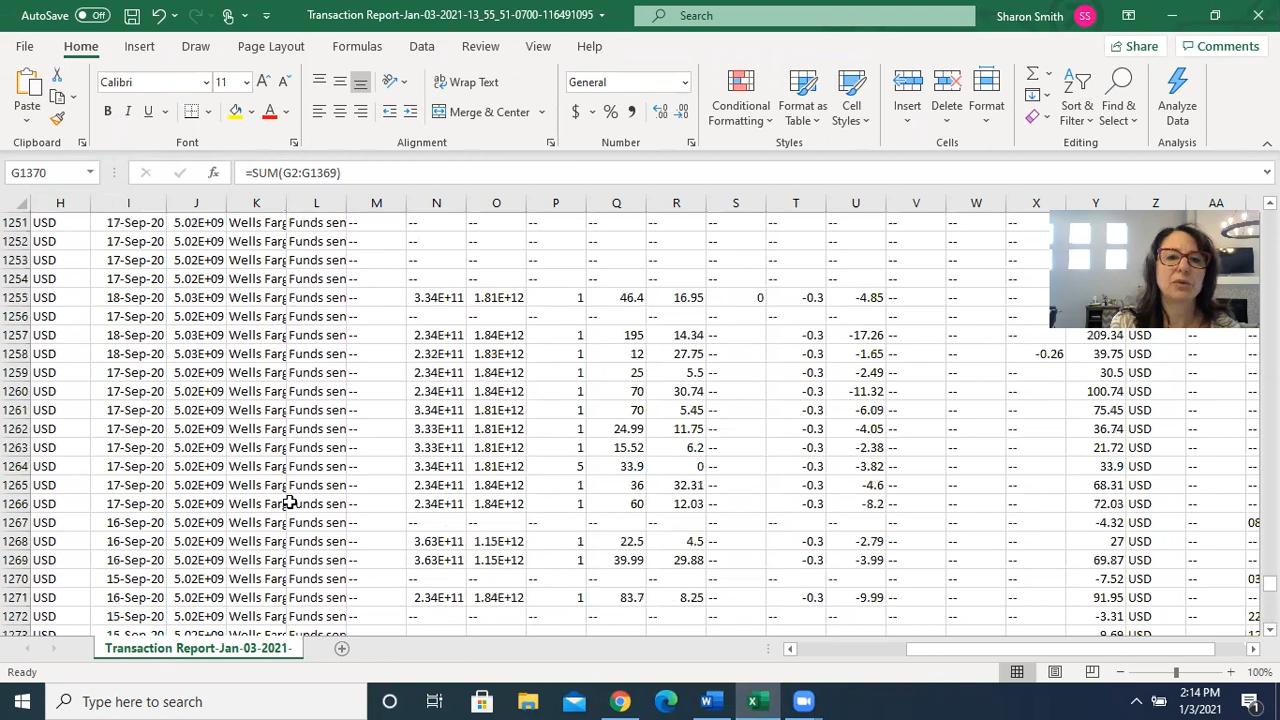 AutoSave Off Transaction Report-Jan-03-2021-13_55_51-0700-116491095 Search Sharon Smith SS
File Home Insert Draw Page Layout Formulas Data Review View Help Share Comments
Paste Calibri 11 B I U A Wrap Text Merge & Center General $ % , Conditional Formatting Format as Table Cell Styles Insert Delete Format Sort & Filter Find & Select Analyze Data
Clipboard Font Alignment Number Styles Cells Editing Analysis
G1370 fx =SUM(G2:G1369)
H I J K L M N O P Q R S T U V W X Y Z AA
1251 USD 17-Sep-20 5.02E+09 Wells Farg Funds sen -- -- -- -- -- -- -- -- -- -- -- --
1252 USD 17-Sep-20 5.02E+09 Wells Farg Funds sen -- -- -- -- -- -- -- -- -- -- -- --
1253 USD 17-Sep-20 5.02E+09 Wells Farg Funds sen -- -- -- -- -- -- -- -- -- -- -- --
1254 USD 17-Sep-20 5.02E+09 Wells Farg Funds sen -- -- -- -- -- -- -- -- -- -- -- --
1255 USD 18-Sep-20 5.03E+09 Wells Farg Funds sen -- 3.34E+11 1.81E+12 1 46.4 16.95 0 -0.3 -4.85 -- -- --
1256 USD 18-Sep-20 5.03E+09 Wells Farg Funds sen -- -- -- -- -- -- -- -- -- -- -- --
1257 USD 18-Sep-20 5.03E+09 Wells Farg Funds sen -- 2.34E+11 1.84E+12 1 195 14.34 -- -0.3 -17.26 -- -- -- 209.34 USD -- --
1258 USD 18-Sep-20 5.03E+09 Wells Farg Funds sen -- 2.32E+11 1.83E+12 1 12 27.75 -- -0.3 -1.65 -- -- -0.26 39.75 USD -- --
1259 USD 17-Sep-20 5.02E+09 Wells Farg Funds sen -- 2.34E+11 1.84E+12 1 25 5.5 -- -0.3 -2.49 -- -- -- 30.5 USD -- --
1260 USD 17-Sep-20 5.02E+09 Wells Farg Funds sen -- 2.34E+11 1.84E+12 1 70 30.74 -- -0.3 -11.32 -- -- -- 100.74 USD -- --
1261 USD 17-Sep-20 5.02E+09 Wells Farg Funds sen -- 3.34E+11 1.81E+12 1 70 5.45 -- -0.3 -6.09 -- -- -- 75.45 USD -- --
1262 USD 17-Sep-20 5.02E+09 Wells Farg Funds sen -- 3.33E+11 1.81E+12 1 24.99 11.75 -- -0.3 -4.05 -- -- -- 36.74 USD -- --
1263 USD 17-Sep-20 5.02E+09 Wells Farg Funds sen -- 3.33E+11 1.81E+12 1 15.52 6.2 -- -0.3 -2.38 -- -- -- 21.72 USD -- --
1264 USD 17-Sep-20 5.02E+09 Wells Farg Funds sen -- 3.34E+11 1.81E+12 5 33.9 0 -- -0.3 -3.82 -- -- -- 33.9 USD -- --
1265 USD 17-Sep-20 5.02E+09 Wells Farg Funds sen -- 2.34E+11 1.84E+12 1 36 32.31 -- -0.3 -4.6 -- -- -- 68.31 USD -- --
1266 USD 17-Sep-20 5.02E+09 Wells Farg Funds sen -- 2.34E+11 1.84E+12 1 60 12.03 -- -0.3 -8.2 -- -- -- 72.03 USD -- --
1267 USD 16-Sep-20 5.02E+09 Wells Farg Funds sen -- -- -- -- -- -- -- -- -- -- -- -- -4.32 USD -- 08
1268 USD 16-Sep-20 5.02E+09 Wells Farg Funds sen -- 3.63E+11 1.15E+12 1 22.5 4.5 -- -0.3 -2.79 -- -- -- 27 USD -- --
1269 USD 16-Sep-20 5.02E+09 Wells Farg Funds sen -- 3.63E+11 1.15E+12 1 39.99 29.88 -- -0.3 -3.99 -- -- -- 69.87 USD -- --
1270 USD 15-Sep-20 5.02E+09 Wells Farg Funds sen -- -- -- -- -- -- -- -- -- -- -- -- -7.52 USD -- 03
1271 USD 16-Sep-20 5.02E+09 Wells Farg Funds sen -- 2.34E+11 1.84E+12 1 83.7 8.25 -- -0.3 -9.99 -- -- -- 91.95 USD -- --
1272 USD 15-Sep-20 5.02E+09 Wells Farg Funds sen -- -- -- -- -- -- -- -- -- -- -- -- -3.31 USD -- 22
1273 USD 15-Sep-20 5.02E+09 Wells Farg Funds sen -- -- -- -- -- -- -- -- -- -- -- -- -9.69 USD --
Transaction Report-Jan-03-2021-
Ready 100%
Type here to search 2:14 PM
1/3/2021